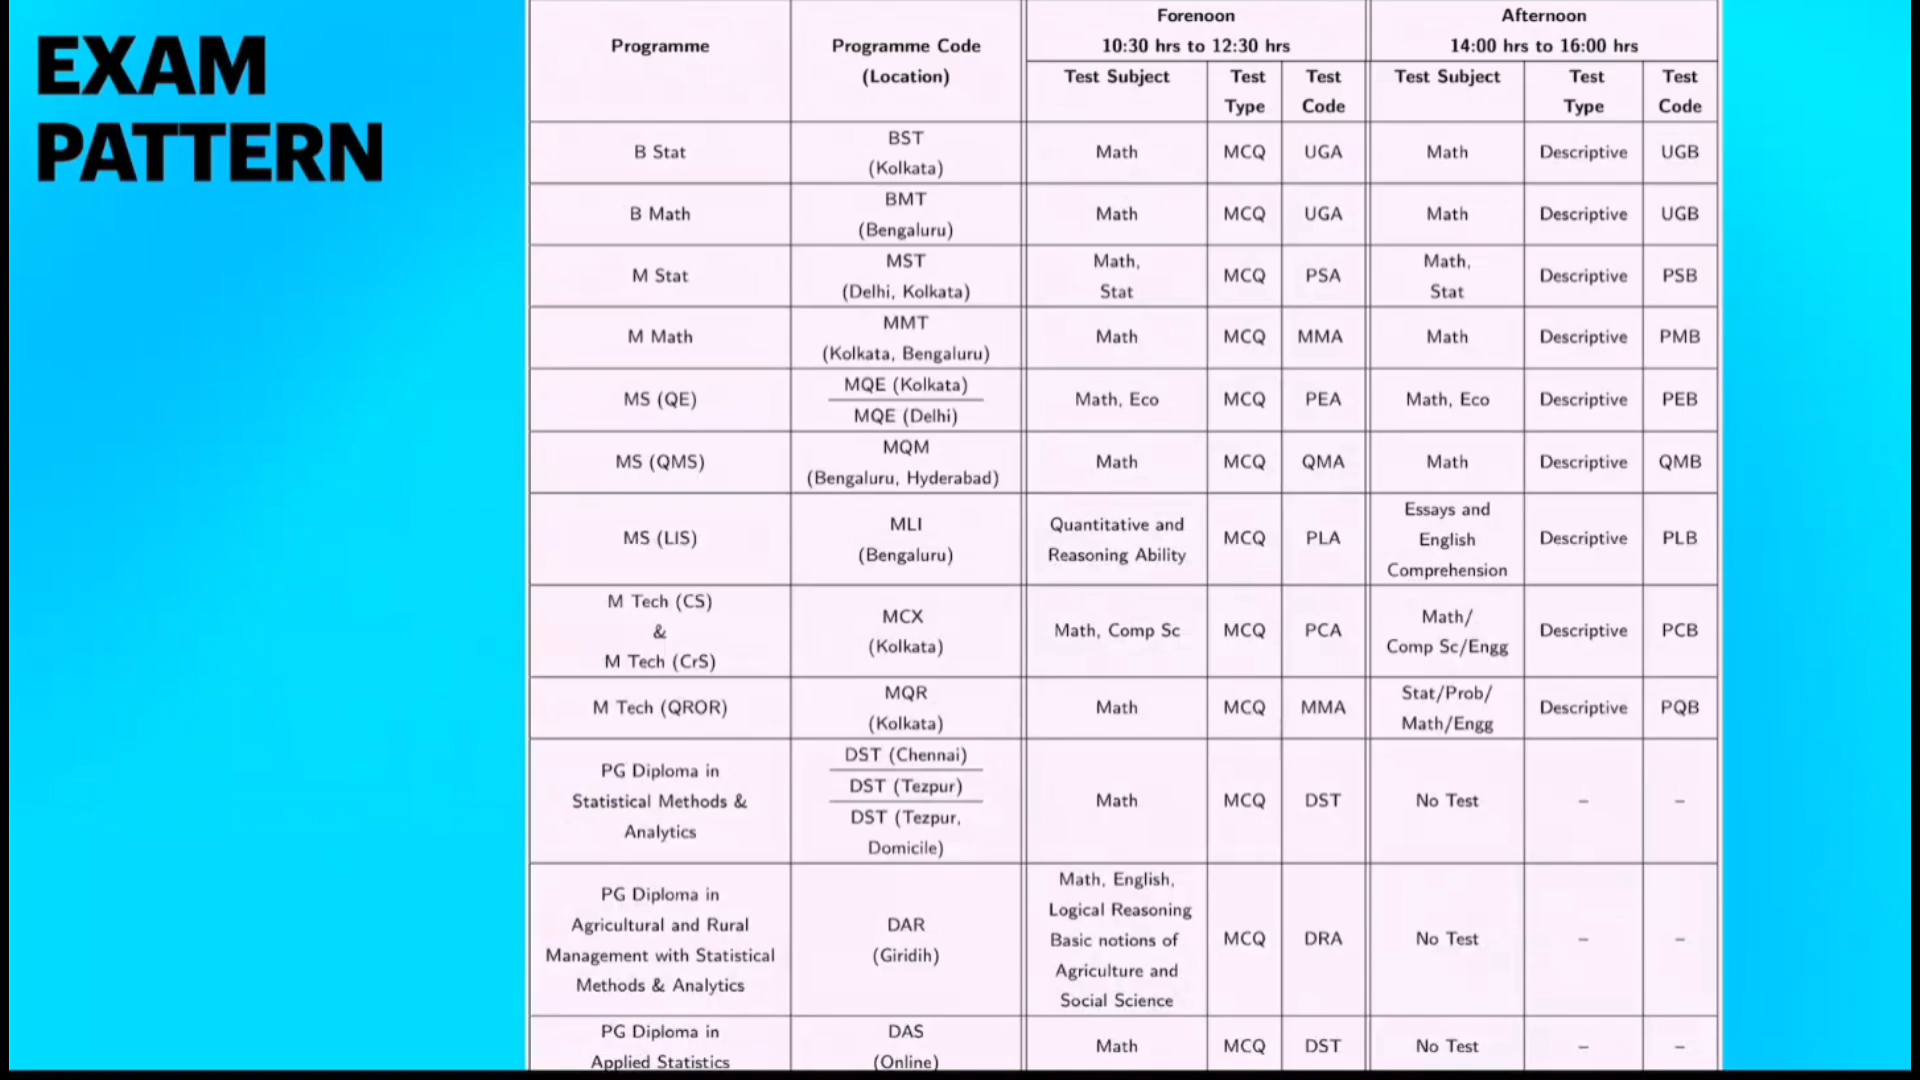 EXAM
PATTERN
Programme
Programme Code
(Location)
Forenoon
10:30 hrs to 12:30 hrs
Afternoon
14:00 hrs to 16:00 hrs
Test Subject
Test
Type
Test
Code
Test Subject
Test
Type
Test
Code
B Stat
BST
(Kolkata)
Math
MCQ
UGA
Math
Descriptive
UGB
B Math
BMT
(Bengaluru)
Math
MCQ
UGA
Math
Descriptive
UGB
M Stat
MST
(Delhi, Kolkata)
Math,
Stat
MCQ
PSA
Math,
Stat
Descriptive
PSB
M Math
MMT
(Kolkata, Bengaluru)
Math
MCQ
MMA
Math
Descriptive
PMB
MS (QE)
MQE (Kolkata)
MQE (Delhi)
Math, Eco
MCQ
PEA
Math, Eco
Descriptive
PEB
MS (QMS)
MQM
(Bengaluru, Hyderabad)
Math
MCQ
QMA
Math
Descriptive
QMB
MS (LIS)
MLI
(Bengaluru)
Quantitative and
Reasoning Ability
MCQ
PLA
Essays and
English
Comprehension
Descriptive
PLB
M Tech (CS)
&
M Tech (CrS)
MCX
(Kolkata)
Math, Comp Sc
MCQ
PCA
Math/
Comp Sc/Engg
Descriptive
PCB
M Tech (QROR)
MQR
(Kolkata)
Math
MCQ
MMA
Stat/Prob/
Math/Engg
Descriptive
PQB
PG Diploma in
Statistical Methods &
Analytics
DST (Chennai)
DST (Tezpur)
DST (Tezpur,
Domicile)
Math
MCQ
DST
No Test
–
–
PG Diploma in
Agricultural and Rural
Management with Statistical
Methods & Analytics
DAR
(Giridih)
Math, English,
Logical Reasoning
Basic notions of
Agriculture and
Social Science
MCQ
DRA
No Test
–
–
PG Diploma in
Applied Statistics
DAS
(Online)
Math
MCQ
DST
No Test
–
–